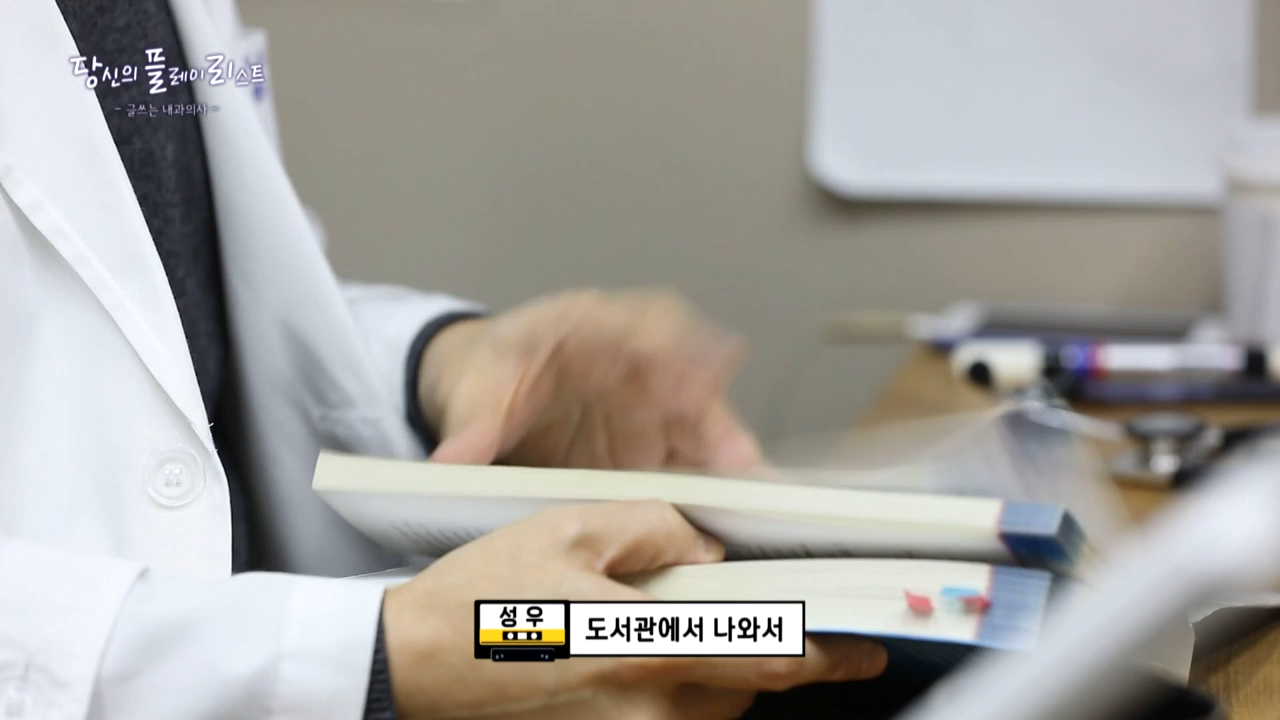 당신의 플레이리스트
- 글쓰는 내과의사 -
성우
도서관에서 나와서